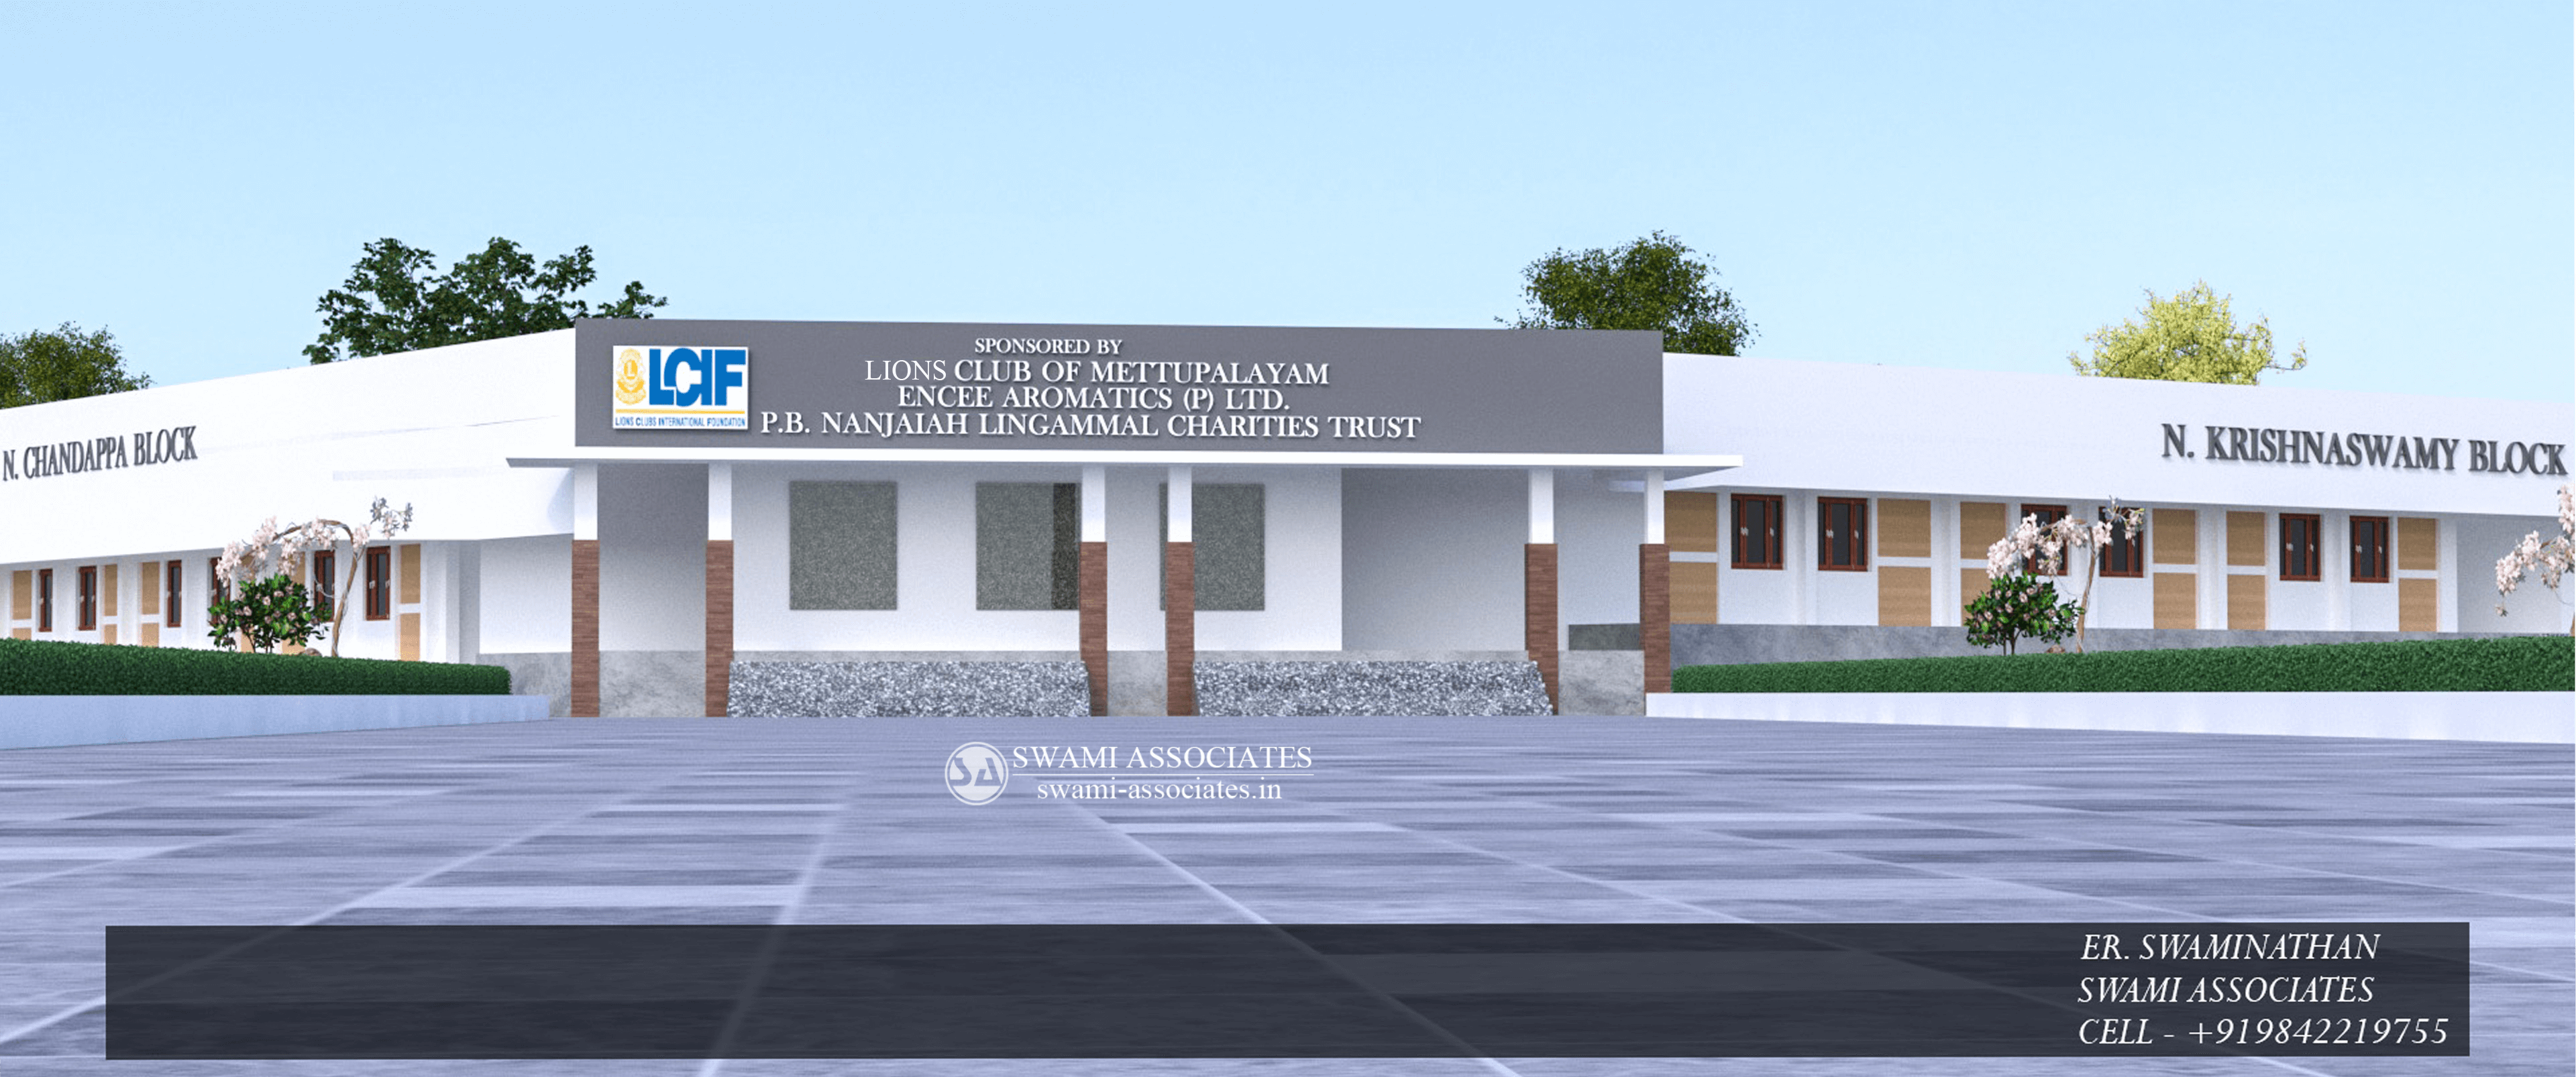 SPONSORED BY
LIONS CLUB OF METTUPALAYAM
ENCEE AROMATICS (P) LTD.
P.B. NANJAIAH LINGAMMAL CHARITIES TRUST
L
LCIF
LIONS CLUBS INTERNATIONAL FOUNDATION
N. CHANDAPPA BLOCK
N. KRISHNASWAMY BLOCK
SA
SWAMI ASSOCIATES
swami-associates.in
ER. SWAMINATHAN
SWAMI ASSOCIATES
CELL - +919842219755